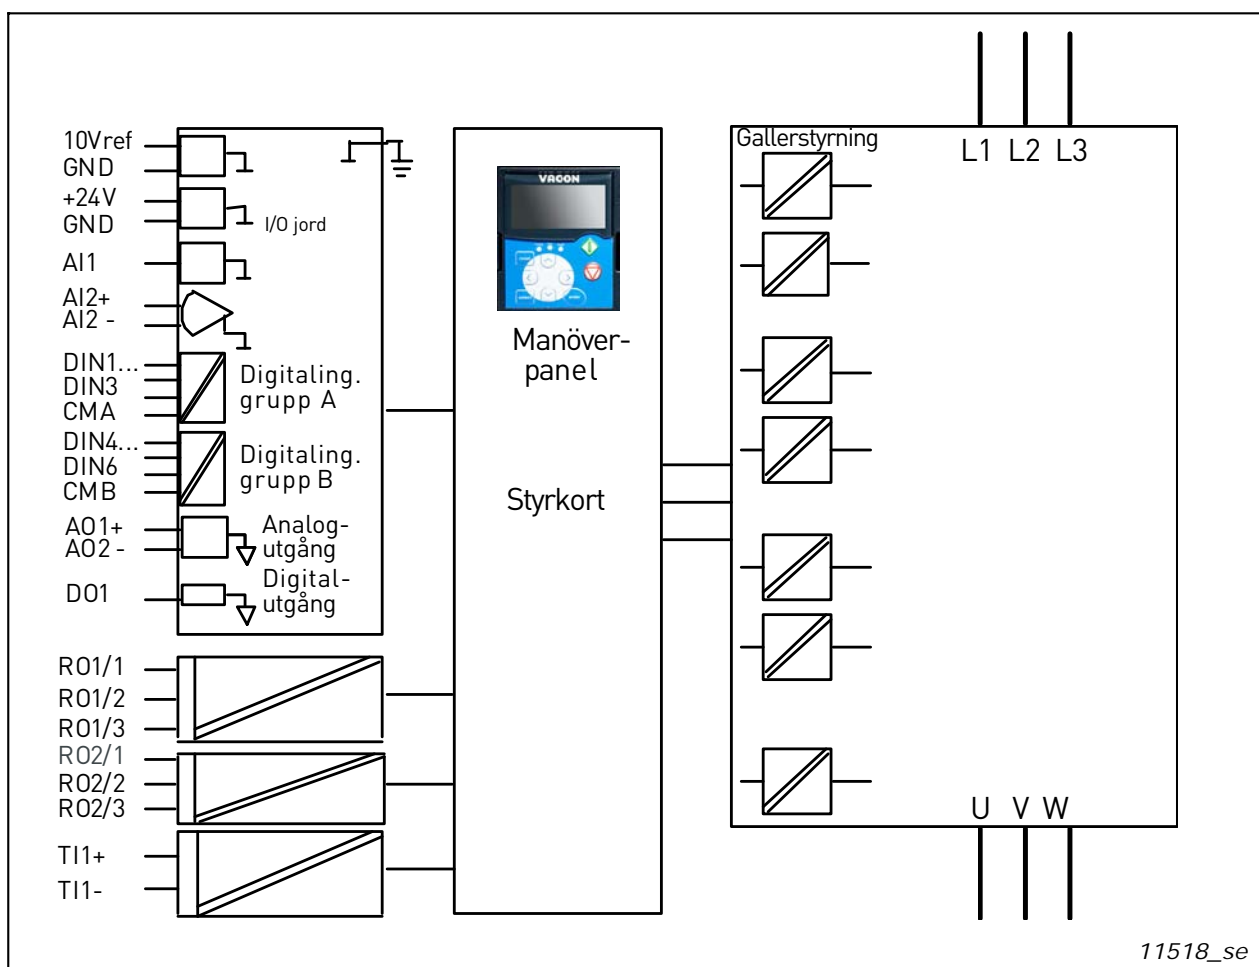 10Vref
GND
+24V
GND
I/O jord
AI1
AI2+
AI2 -
DIN1...
DIN3
CMA
Digitaling.
grupp A
DIN4...
DIN6
CMB
Digitaling.
grupp B
AO1+
AO2 -
Analog-
utgång
DO1
Digital-
utgång
RO1/1
RO1/2
RO1/3
RO2/1
RO2/2
RO2/3
TI1+
TI1-
VACON
Manöver-
panel
Styrkort
Gallerstyrning
L1 L2 L3
U V W
11518_se